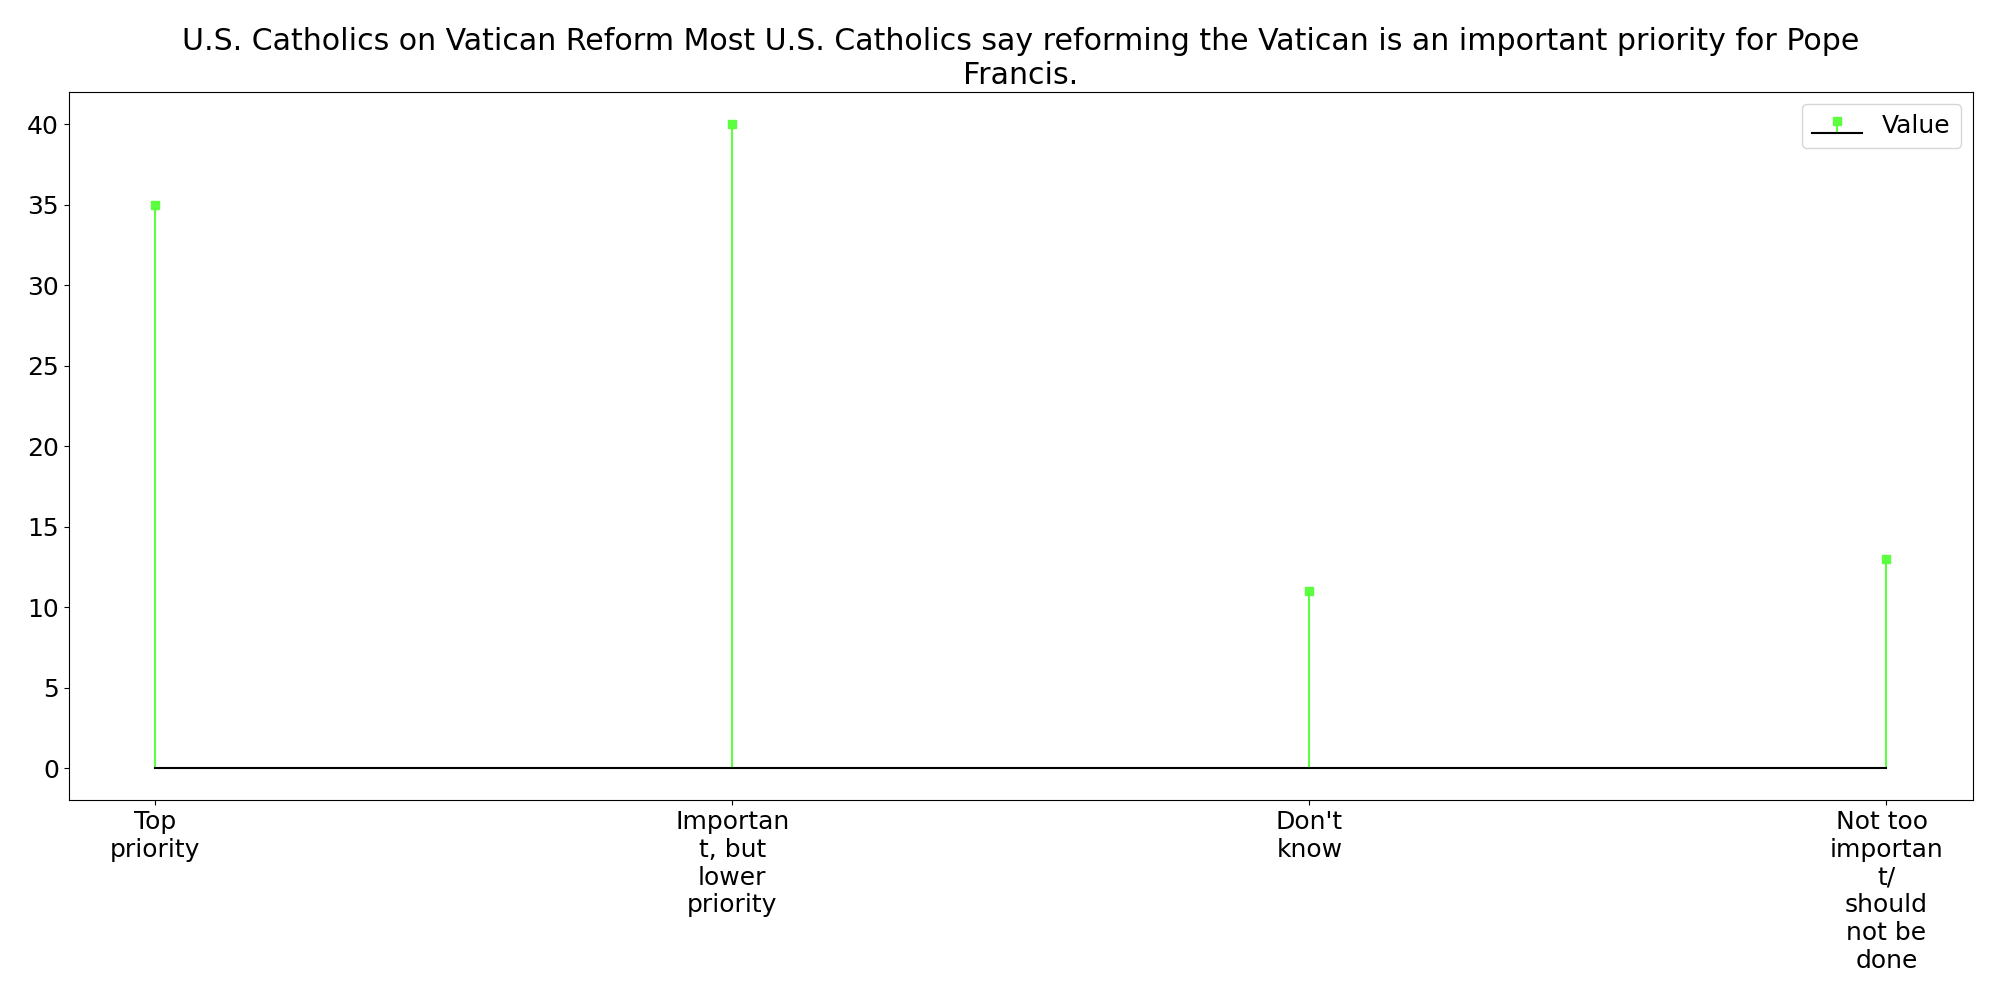 U.S. Catholics on Vatican Reform Most U.S. Catholics say reforming the Vatican is an important priority for Pope
Francis.
Value
40
35
30
25
20
15
10
5
0
Top
priority
Importan
t, but
lower
priority
Don't
know
Not too
importan
t/
should
not be
done